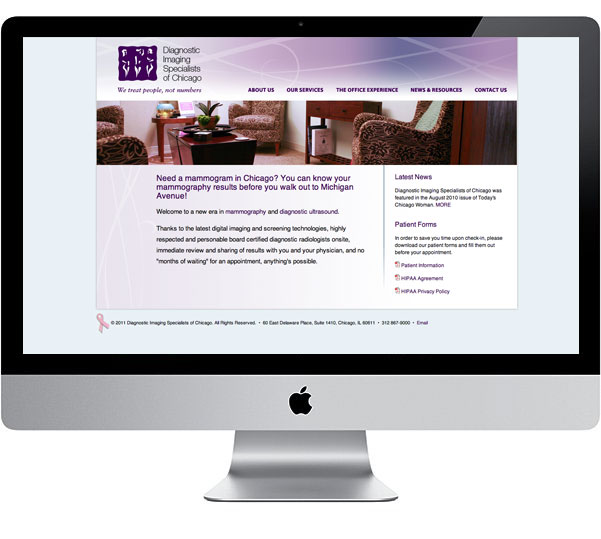 Diagnostic
Imaging
Specialists
of Chicago
We treat people, not numbers
ABOUT US OUR SERVICES THE OFFICE EXPERIENCE NEWS & RESOURCES CONTACT US
Need a mammogram in Chicago? You can know your
mammography results before you walk out to Michigan
Avenue!
Welcome to a new era in mammography and diagnostic ultrasound.
Thanks to the latest digital imaging and screening technologies, highly
respected and personable board certified diagnostic radiologists onsite,
immediate review and sharing of results with you and your physician, and no
"months of waiting" for an appointment, anything's possible.
Latest News
Diagnostic Imaging Specialists of Chicago was
featured in the August 2010 issue of Today's
Chicago Woman. MORE
Patient Forms
In order to save you time upon check-in, please
download our patient forms and fill them out
before your appointment.
Patient Information
HIPAA Agreement
HIPAA Privacy Policy
© 2011 Diagnostic Imaging Specialists of Chicago. All Rights Reserved. • 60 East Delaware Place, Suite 1410, Chicago, IL 60611 • 312 867-9000 • Email